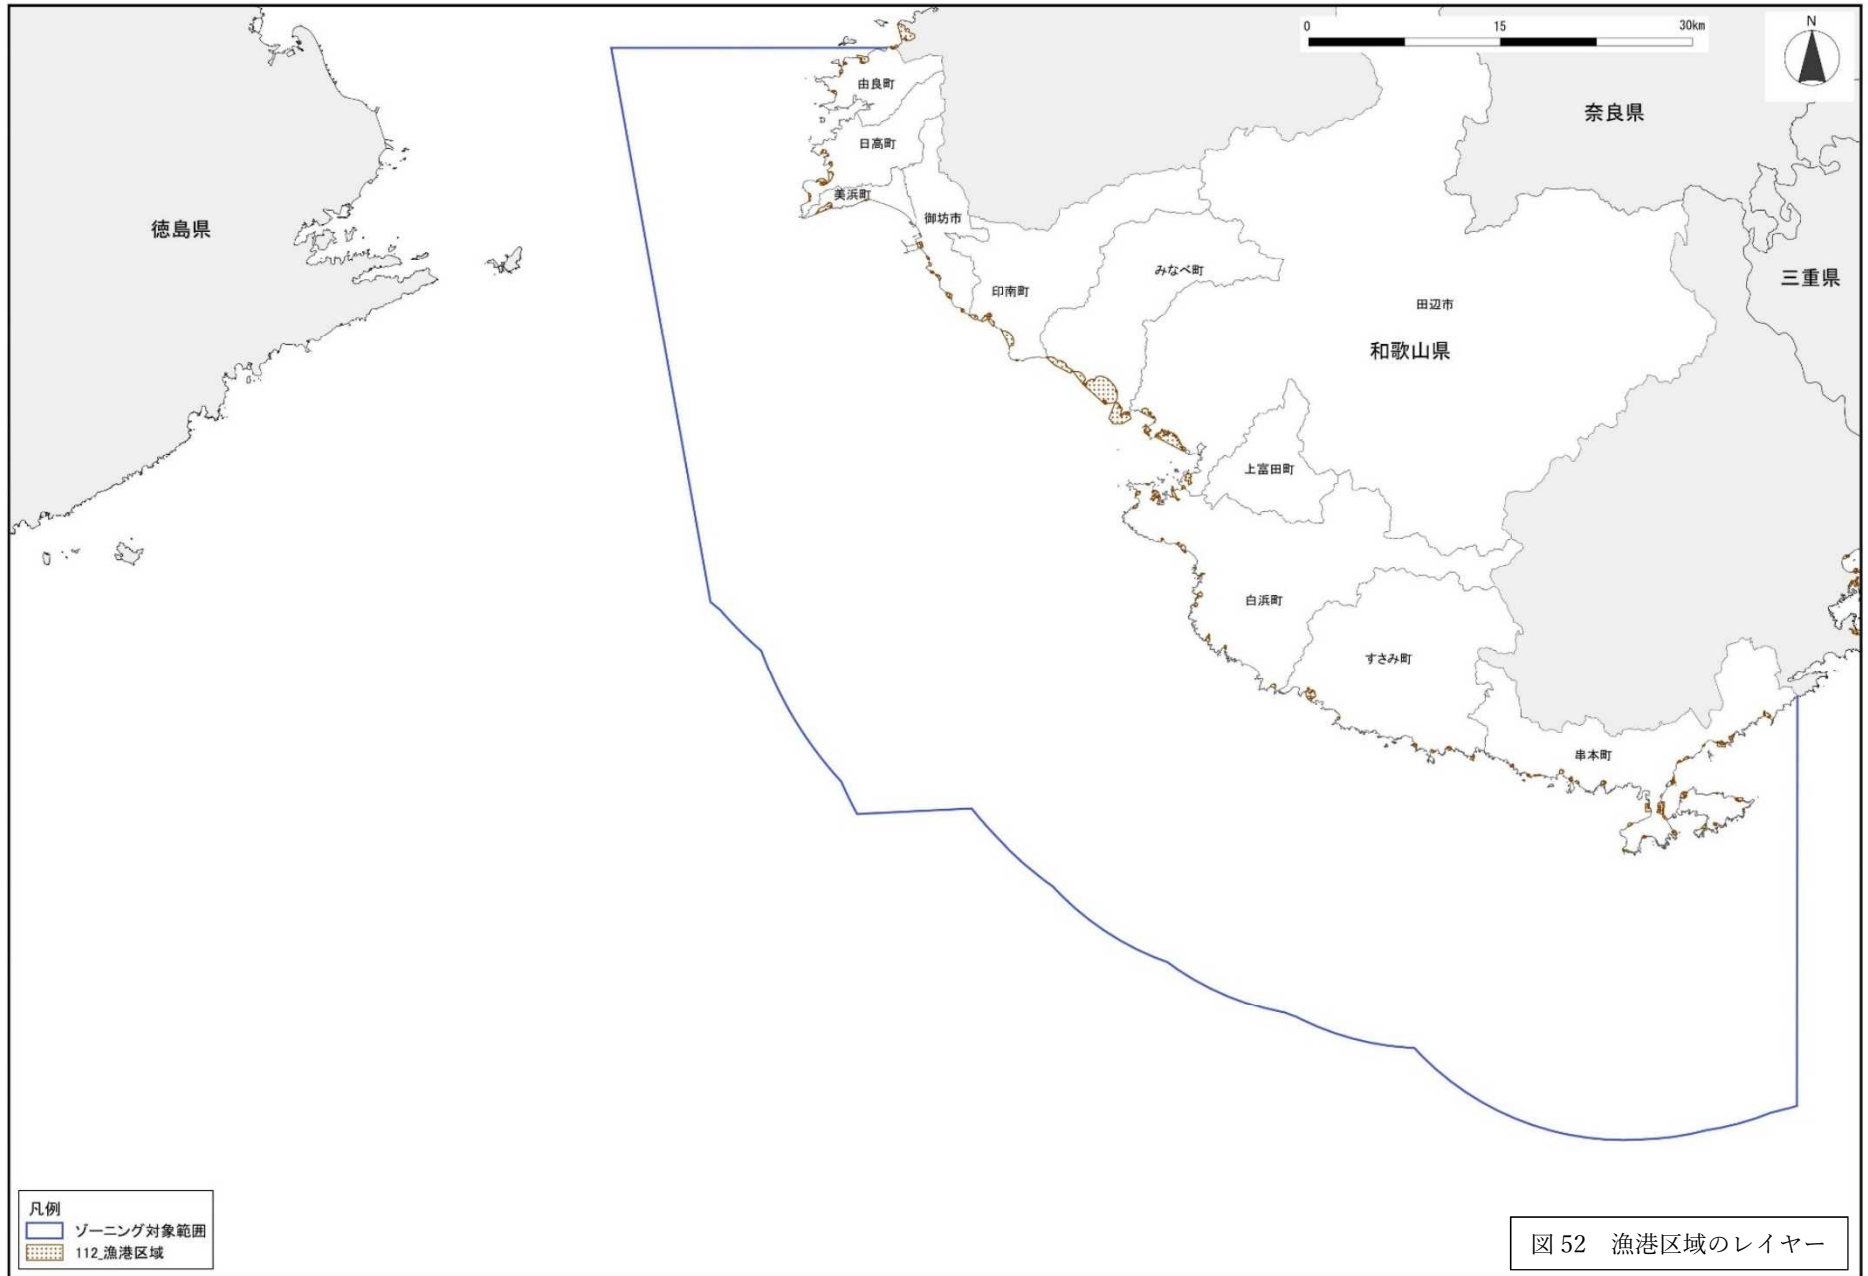 0 15 30km
N
由良町
奈良県
日高町
美浜町
御坊市
徳島県
みなべ町
三重県
印南町
田辺市
和歌山県
上富田町
白浜町
すさみ町
串本町
凡例
ゾーニング対象範囲
112_漁港区域
図 52 漁港区域のレイヤー